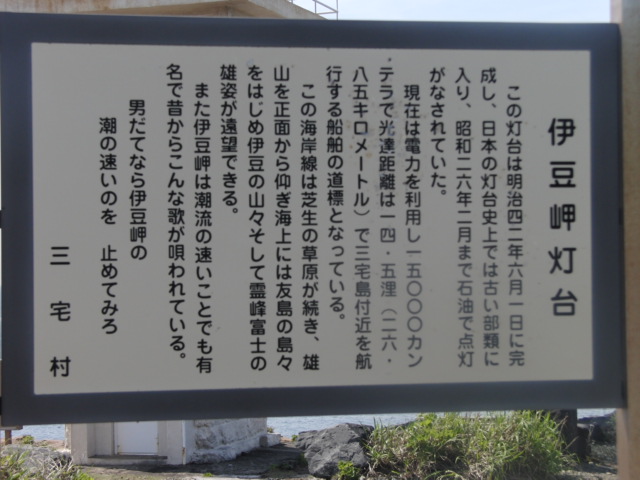 伊豆岬灯台
この灯台は明治四二年六月一日に完
成し、日本の灯台史上では古い部類に
入り、昭和二六年二月まで石油で点灯
がなされていた。
現在は電力を利用し一五〇〇〇カン
テラで光達距離は一四・五浬（二六・
八五キロメートル）で三宅島付近を航
行する船舶の道標となっている。
この海岸線は芝生の草原が続き、雄
山を正面から仰ぎ海上には友島の島々
をはじめ伊豆の山々そして霊峰富士の
雄姿が遠望できる。
また伊豆岬は潮流の速いことでも有
名で昔からこんな歌が唄われている。
男だてなら伊豆岬の
潮の速いのを　止めてみろ
三宅村